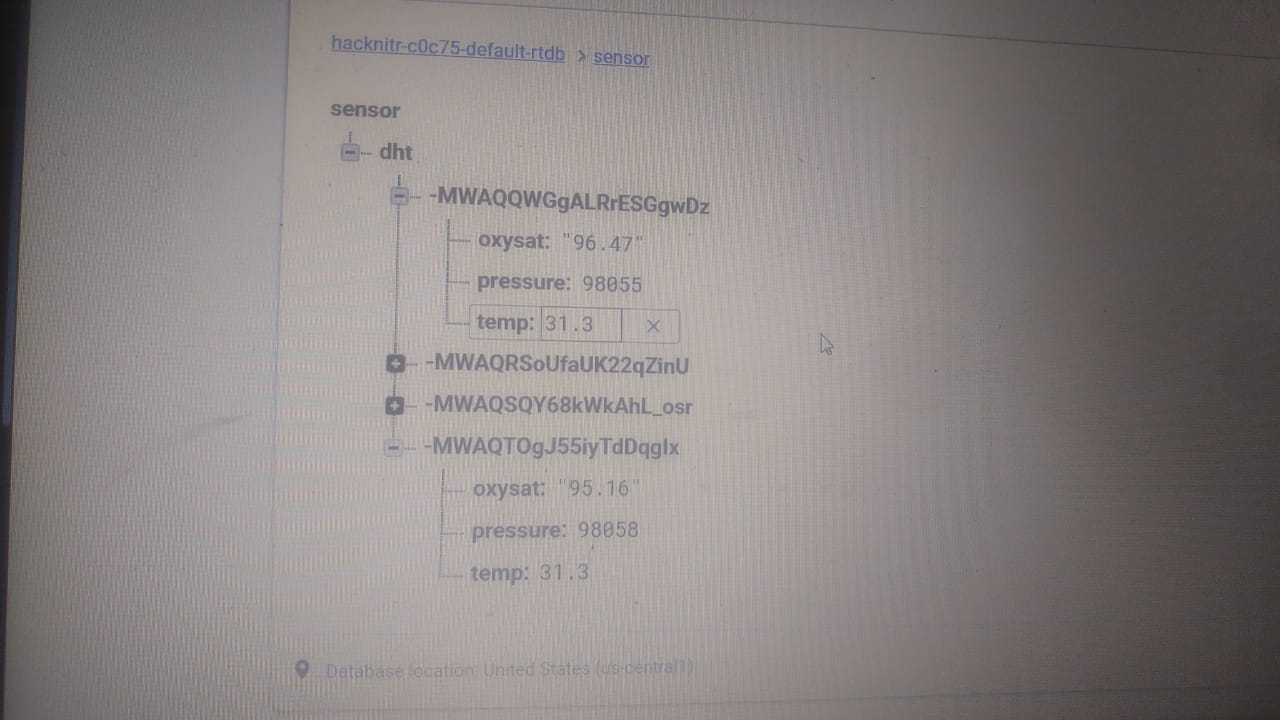 hacknitr-c0c75-default-rtdb > sensor
sensor
dht
-MWAQQWGgALRrESGgwDz
oxysat: "96.47"
pressure: 98055
temp: 31.3 ×
-MWAQRSoUfaUK22qZinU
-MWAQSQY68kWkAhL_osr
-MWAQTOgJ55iyTdDqglx
oxysat: "95.16"
pressure: 98058
temp: 31.3
Database location: United States (us-central1)